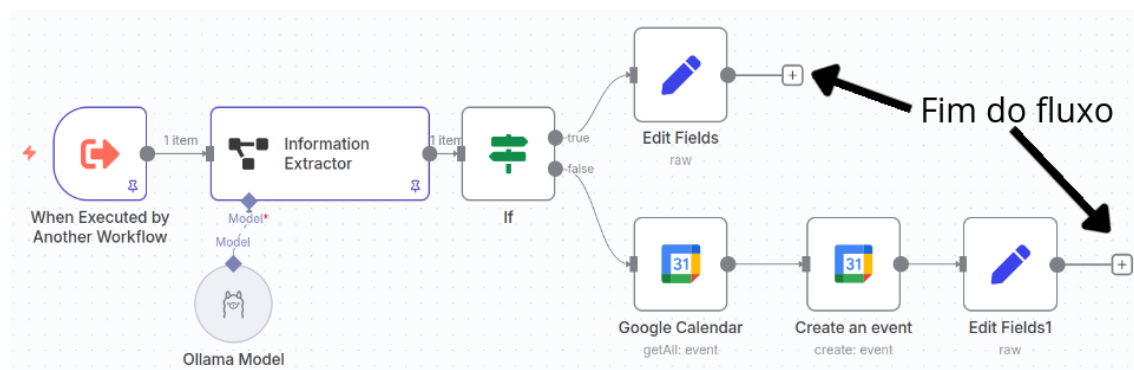 Fim do fluxo
1 item
Information
Extractor
1 item
true
false
Edit Fields
raw
When Executed by
Another Workflow
Model*
Model
Ollama Model
If
31
Google Calendar
getAll: event
31
Create an event
create: event
Edit Fields1
raw